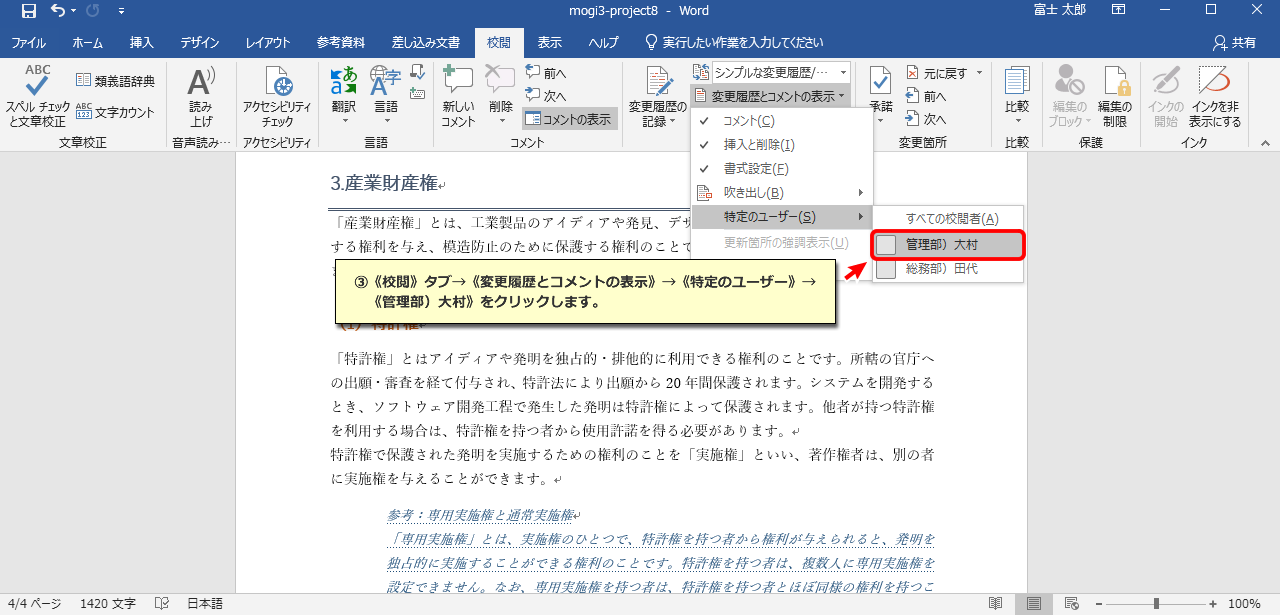 mogi3-project8 - Word
富士 太郎
ファイル ホーム 挿入 デザイン レイアウト 参考資料 差し込み文書 校閲 表示 ヘルプ 実行したい作業を入力してください 共有
ABC
スペル チェックと文章校正
類義語辞典
ABC 123 文字カウント
文章校正
A
読み上げ
音声読み…
アクセシビリティ チェック
アクセシビリティ
あ
翻訳
A字
言語
言語
新しいコメント
削除
前へ
次へ
コメントの表示
コメント
変更履歴の記録
シンプルな変更履歴/…
変更履歴とコメントの表示
承諾
元に戻す
前へ
次へ
変更箇所
比較
比較
編集のブロック
編集の制限
保護
インクの開始
インクを非表示にする
インク
コメント(C)
挿入と削除(I)
書式設定(F)
吹き出し(B)
特定のユーザー(S)
更新箇所の強調表示(U)
すべての校閲者(A)
管理部）大村
総務部）田代
3.産業財産権
「産業財産権」とは、工業製品のアイディアや発見、デザ
する権利を与え、模造防止のために保護する権利のことで
③《校閲》タブ→《変更履歴とコメントの表示》→《特定のユーザー》→
《管理部）大村》をクリックします。
（1）特許権
「特許権」とはアイディアや発明を独占的・排他的に利用できる権利のことです。所轄の官庁へ
の出願・審査を経て付与され、特許法により出願から 20 年間保護されます。システムを開発する
とき、ソフトウェア開発工程で発生した発明は特許権によって保護されます。他者が持つ特許権
を利用する場合は、特許権を持つ者から使用許諾を得る必要があります。
特許権で保護された発明を実施するための権利のことを「実施権」といい、著作権者は、別の者
に実施権を与えることができます。
参考：専用実施権と通常実施権
「専用実施権」とは、実施権のひとつで、特許権を持つ者から権利が与えられると、発明を
独占的に実施することができる権利のことです。特許権を持つ者は、複数人に専用実施権を
設定できません。なお、専用実施権を持つ者は、特許権を持つ者とほぼ同様の権利を持つこ
4/4 ページ 1420 文字 日本語 100%